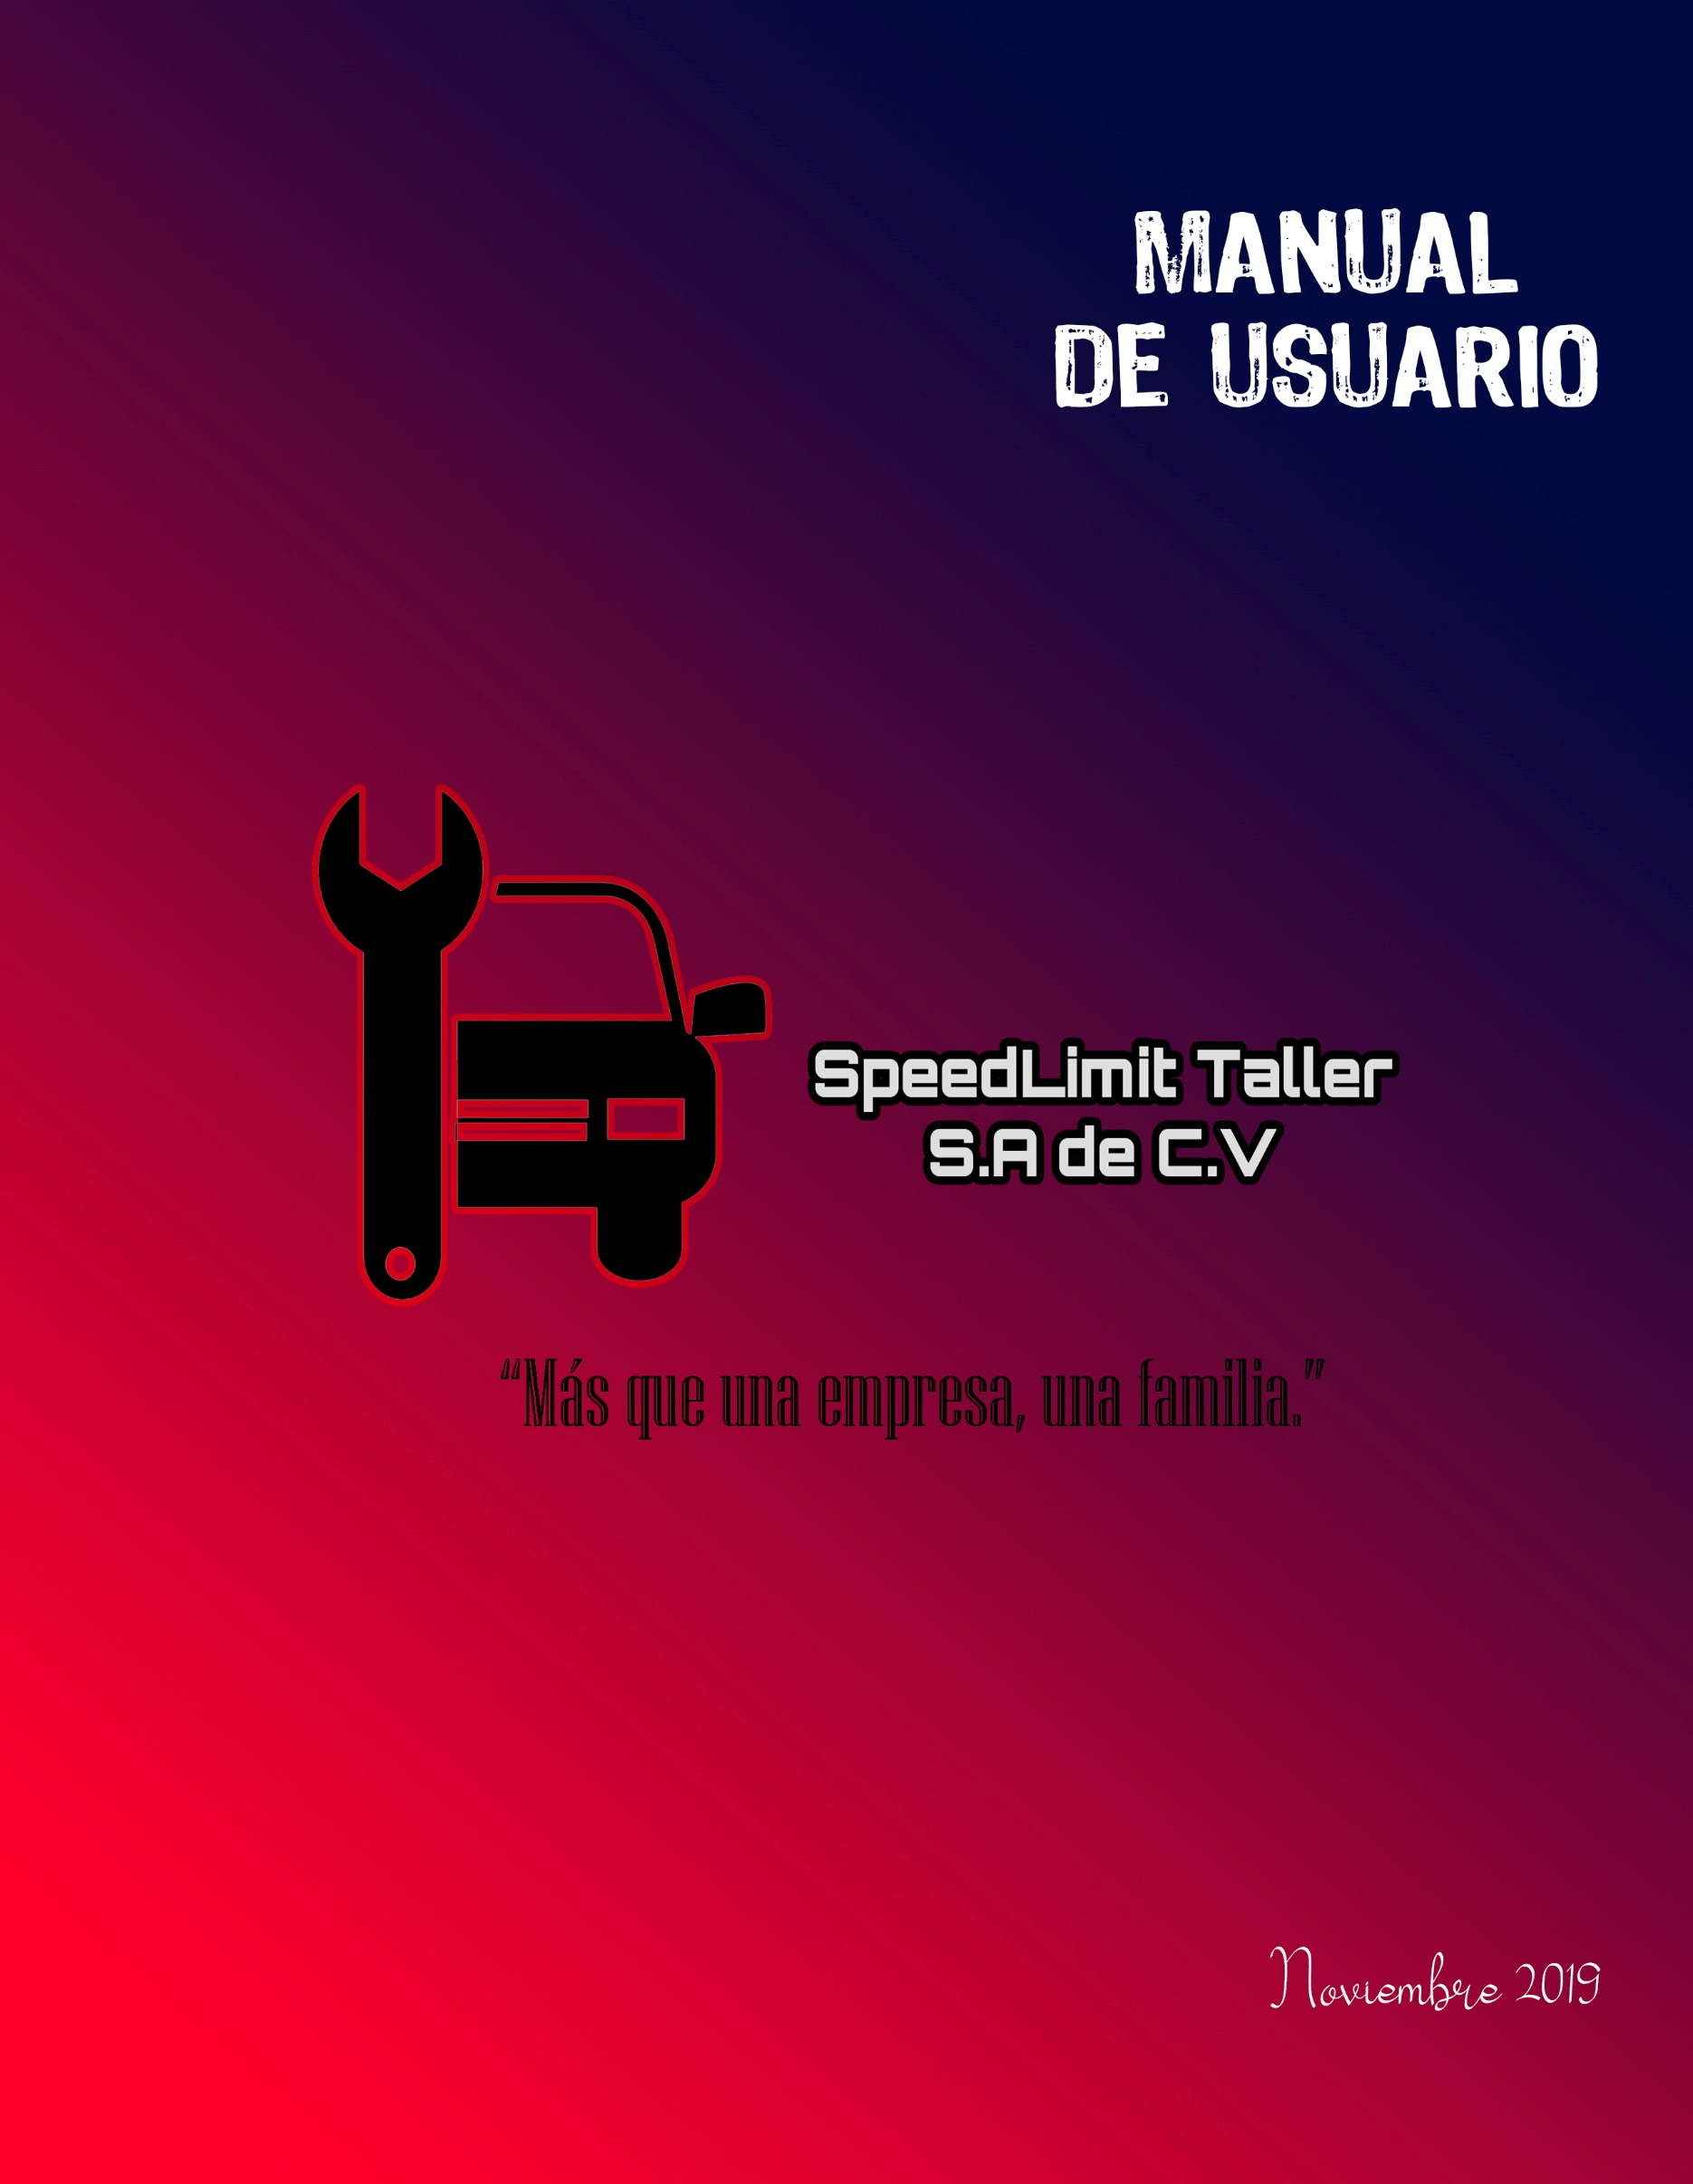 MANUAL
DE USUARIO
SpeedLimit Taller
S.A de C.V
“Más que una empresa, una familia.”
Noviembre 2019